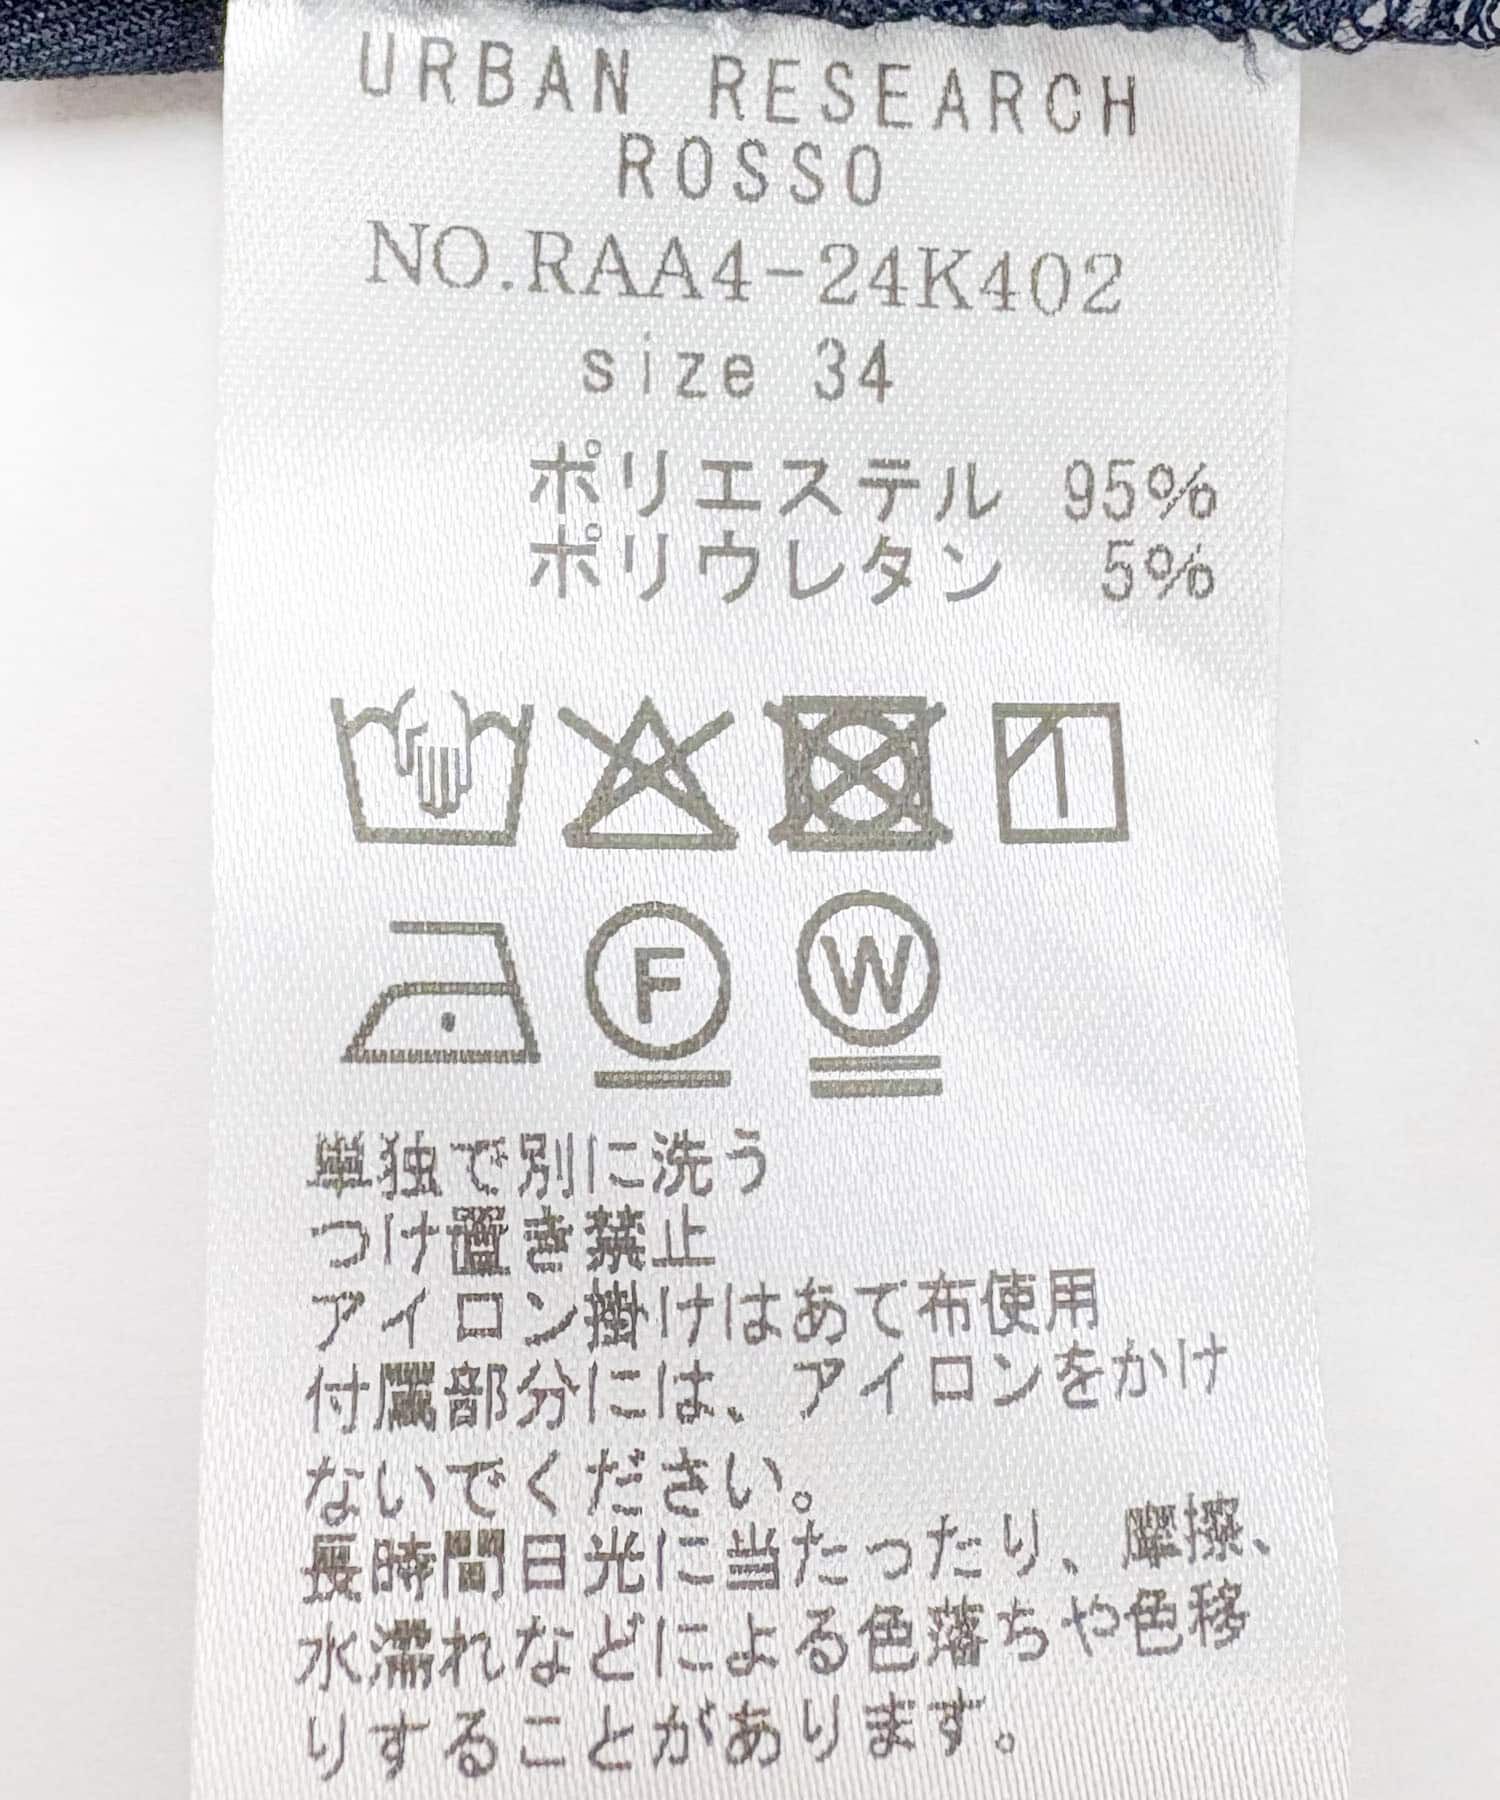 URBAN RESEARCH
ROSSO
NO.RAA4-24K402
size 34
ポリエステル 95%
ポリウレタン 5%
F
W
単独で別に洗う
つけ置き禁止
アイロン掛けはあて布使用
付属部分には、アイロンをかけ
ないでください。
長時間日光に当たったり、摩擦、
水濡れなどによる色落ちや色移
りすることがあります。